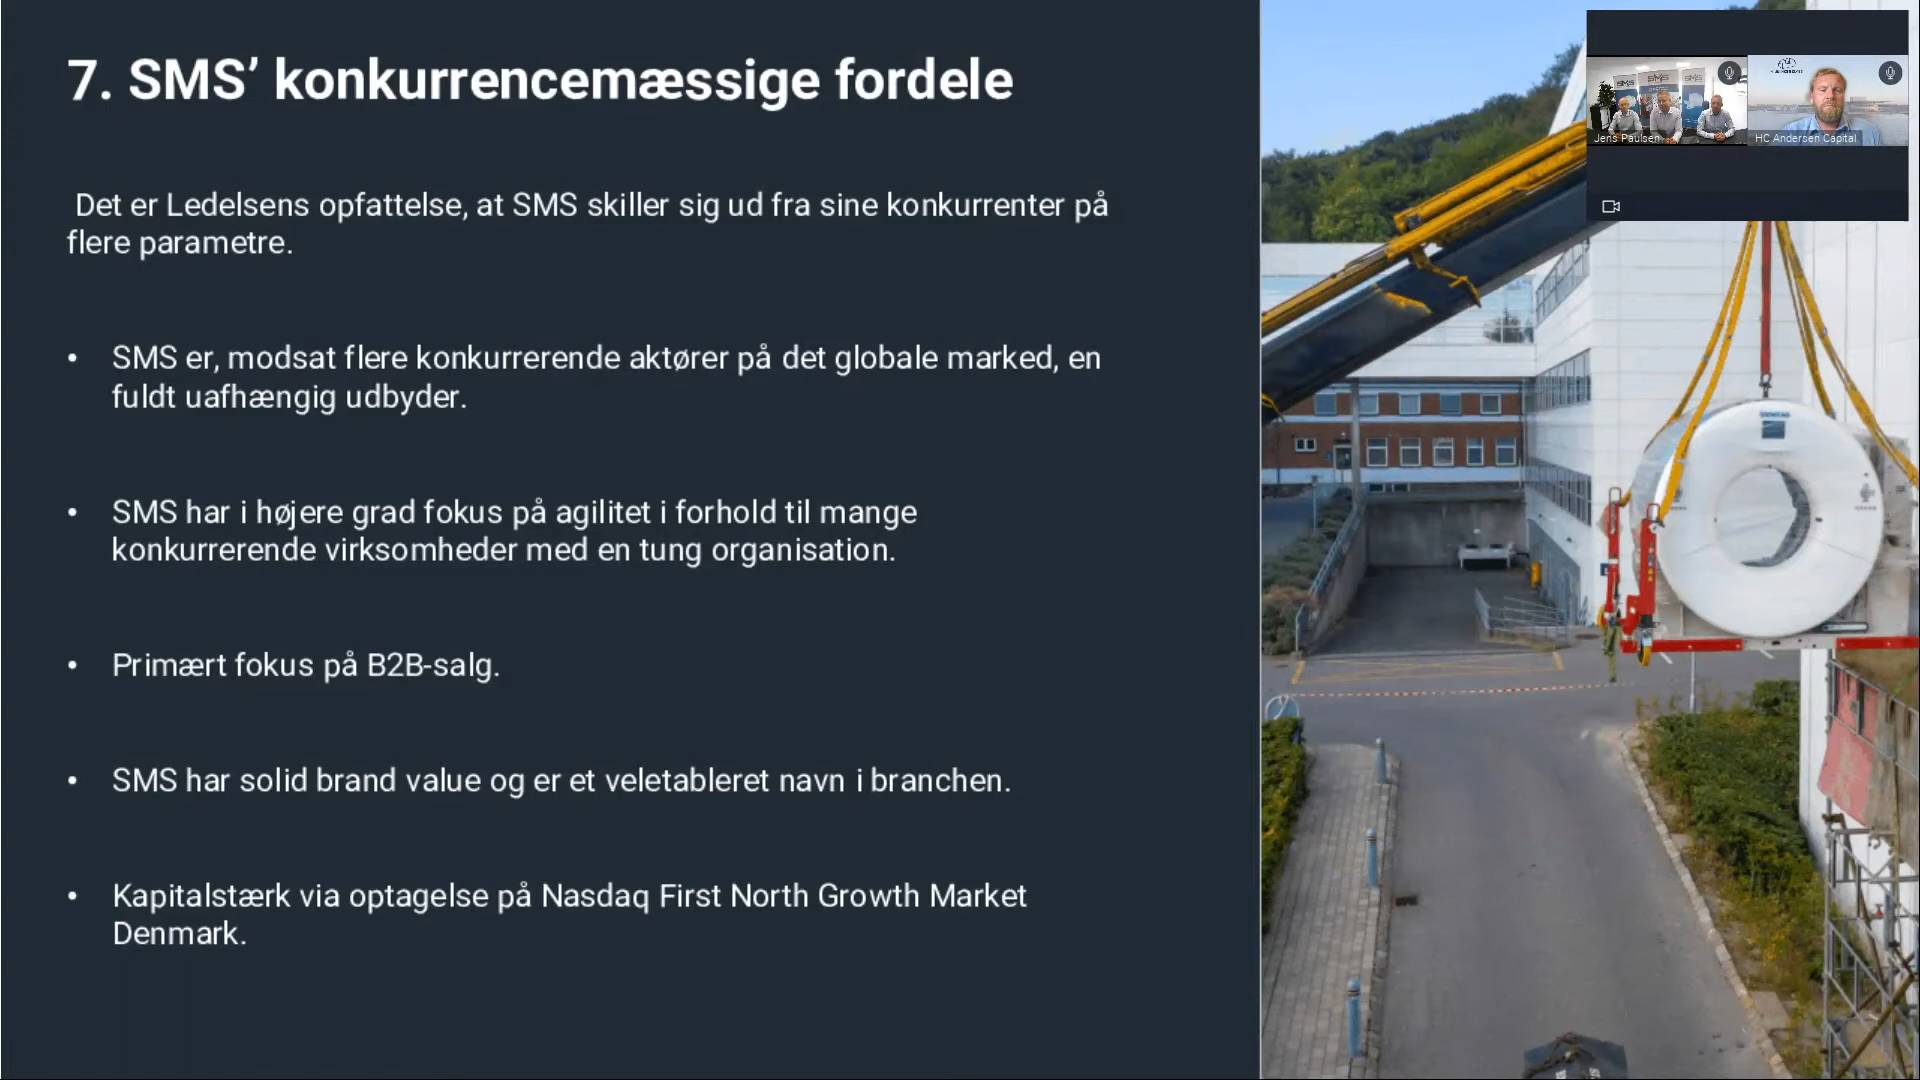 7. SMS’ konkurrencemæssige fordele
Det er Ledelsens opfattelse, at SMS skiller sig ud fra sine konkurrenter på
flere parametre.
• SMS er, modsat flere konkurrerende aktører på det globale marked, en
fuldt uafhængig udbyder.
• SMS har i højere grad fokus på agilitet i forhold til mange
konkurrerende virksomheder med en tung organisation.
• Primært fokus på B2B-salg.
• SMS har solid brand value og er et veletableret navn i branchen.
• Kapitalstærk via optagelse på Nasdaq First North Growth Market
Denmark.
SMS SMS SMS
Jens Paulsen
HC Andersen Capital